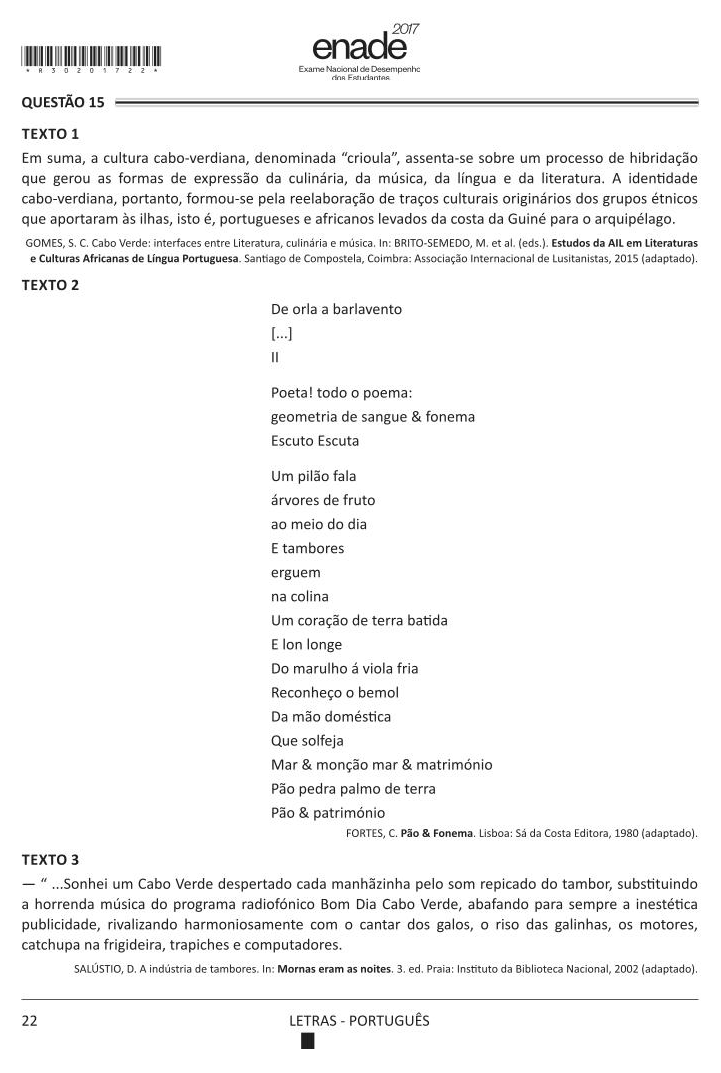 2017
enade
Exame Nacional de Desempenho
dos Estudantes
*R30201722*
QUESTÃO 15
TEXTO 1
Em suma, a cultura cabo-verdiana, denominada “crioula”, assenta-se sobre um processo de hibridação
que gerou as formas de expressão da culinária, da música, da língua e da literatura. A identidade
cabo-verdiana, portanto, formou-se pela reelaboração de traços culturais originários dos grupos étnicos
que aportaram às ilhas, isto é, portugueses e africanos levados da costa da Guiné para o arquipélago.
GOMES, S. C. Cabo Verde: interfaces entre Literatura, culinária e música. In: BRITO-SEMEDO, M. et al. (eds.). Estudos da AIL em Literaturas
e Culturas Africanas de Língua Portuguesa. Santiago de Compostela, Coimbra: Associação Internacional de Lusitanistas, 2015 (adaptado).
TEXTO 2
De orla a barlavento
[...]
II
Poeta! todo o poema:
geometria de sangue & fonema
Escuto Escuta
Um pilão fala
árvores de fruto
ao meio do dia
E tambores
erguem
na colina
Um coração de terra batida
E lon longe
Do marulho á viola fria
Reconheço o bemol
Da mão doméstica
Que solfeja
Mar & monção mar & matrimónio
Pão pedra palmo de terra
Pão & património
FORTES, C. Pão & Fonema. Lisboa: Sá da Costa Editora, 1980 (adaptado).
TEXTO 3
— “ ...Sonhei um Cabo Verde despertado cada manhãzinha pelo som repicado do tambor, substituindo
a horrenda música do programa radiofónico Bom Dia Cabo Verde, abafando para sempre a inestética
publicidade, rivalizando harmoniosamente com o cantar dos galos, o riso das galinhas, os motores,
catchupa na frigideira, trapiches e computadores.
SALÚSTIO, D. A indústria de tambores. In: Mornas eram as noites. 3. ed. Praia: Instituto da Biblioteca Nacional, 2002 (adaptado).
22
LETRAS - PORTUGUÊS